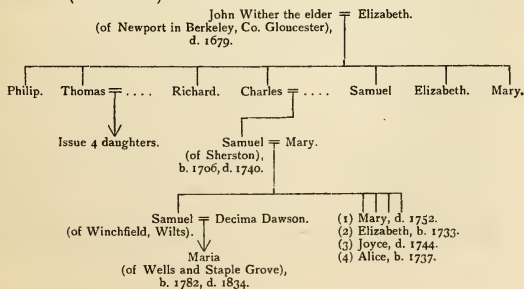 John Wither the elder = Elizabeth.
(of Newport in Berkeley, Co. Gloucester),
d. 1679.
Philip. Thomas = .... Richard. Charles = .... Samuel Elizabeth. Mary.
Issue 4 daughters.
Samuel = Mary.
(of Sherston),
b. 1706, d. 1740.
Samuel = Decima Dawson.
(of Winchfield, Wilts).
Maria
(of Wells and Staple Grove),
b. 1782, d. 1834.
(1) Mary, d. 1752.
(2) Elizabeth, b. 1733.
(3) Joyce, d. 1744.
(4) Alice, b. 1737.